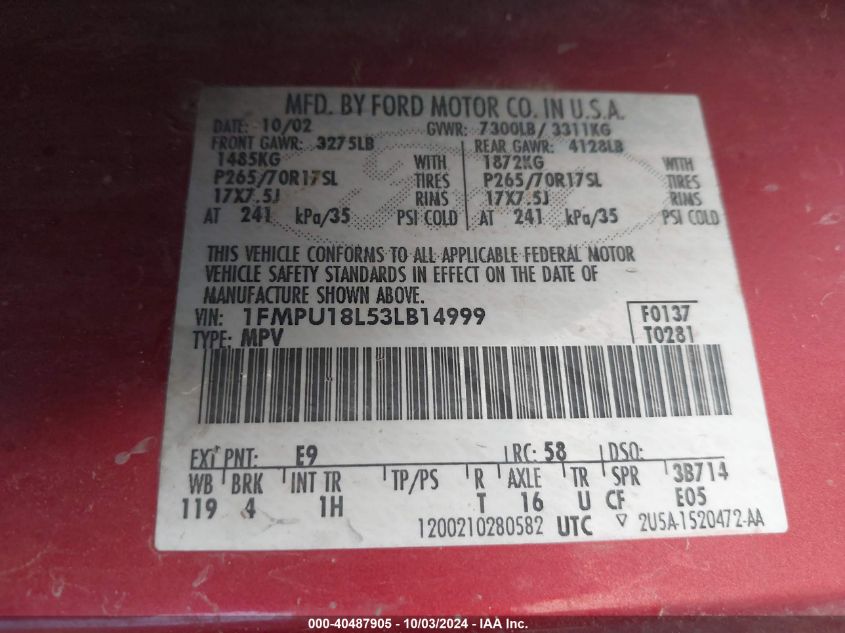 MFD. BY FORD MOTOR CO. IN U.S.A.
DATE: 10/02 GVWR: 7300LB/ 3311KG
FRONT GAWR: 3275LB REAR GAWR: 4128LB
1485KG WITH 1872KG WITH
P265/70R17SL TIRES P265/70R17SL TIRES
17X7.5J RIMS 17X7.5J RIMS
AT 241 kPa/35 PSI COLD AT 241 kPa/35 PSI COLD
THIS VEHICLE CONFORMS TO ALL APPLICABLE FEDERAL MOTOR
VEHICLE SAFETY STANDARDS IN EFFECT ON THE DATE OF
MANUFACTURE SHOWN ABOVE.
VIN: 1FMPU18L53LB14999 F0137
TYPE: MPV T0281
EXT PNT: E9 RC: 58 DSO:
WB BRK INT TR TP/PS R AXLE TR SPR 3B714
119 4 1H T 16 U CF E05
1200210280582 UTC ▽ 2U5A-1520472-AA
000-40487905 - 10/03/2024 - IAAI.COM